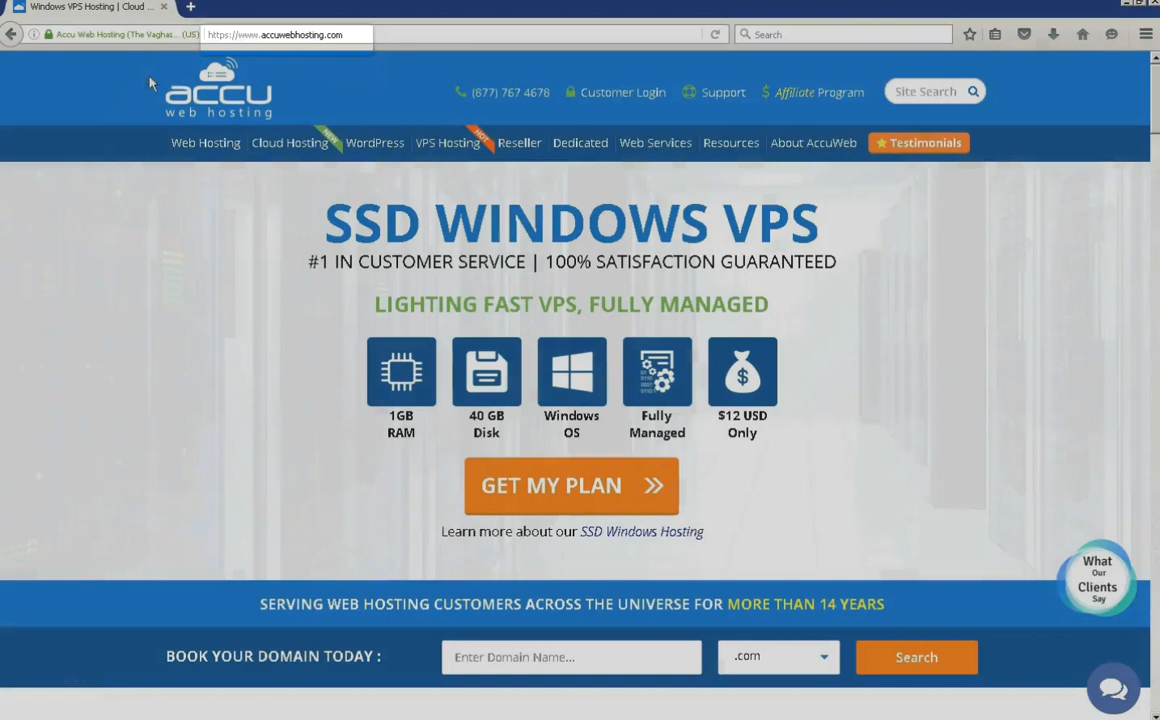 Windows VPS Hosting | Cloud ...
Accu Web Hosting (The Vaghas... (US)
https://www.accuwebhosting.com
Search
accu
web hosting
(877) 767 4678
Customer Login
Support
Affiliate Program
Site Search
Web Hosting
Cloud Hosting
NEW
WordPress
VPS Hosting
HOT
Reseller
Dedicated
Web Services
Resources
About AccuWeb
Testimonials
SSD WINDOWS VPS
#1 IN CUSTOMER SERVICE | 100% SATISFACTION GUARANTEED
LIGHTING FAST VPS, FULLY MANAGED
1GB
RAM
40 GB
Disk
Windows
OS
Fully
Managed
$12 USD
Only
GET MY PLAN
Learn more about our SSD Windows Hosting
What
Our
Clients
Say
SERVING WEB HOSTING CUSTOMERS ACROSS THE UNIVERSE FOR MORE THAN 14 YEARS
BOOK YOUR DOMAIN TODAY :
Enter Domain Name...
.com
Search